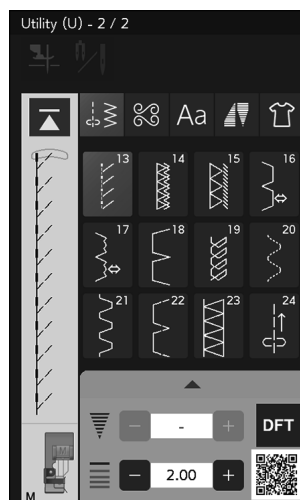 Utility (U) - 2 / 2
Aa
13 14 15 16
17 18 19 20
21 22 23 24
- - + DFT
- 2.00 +
M